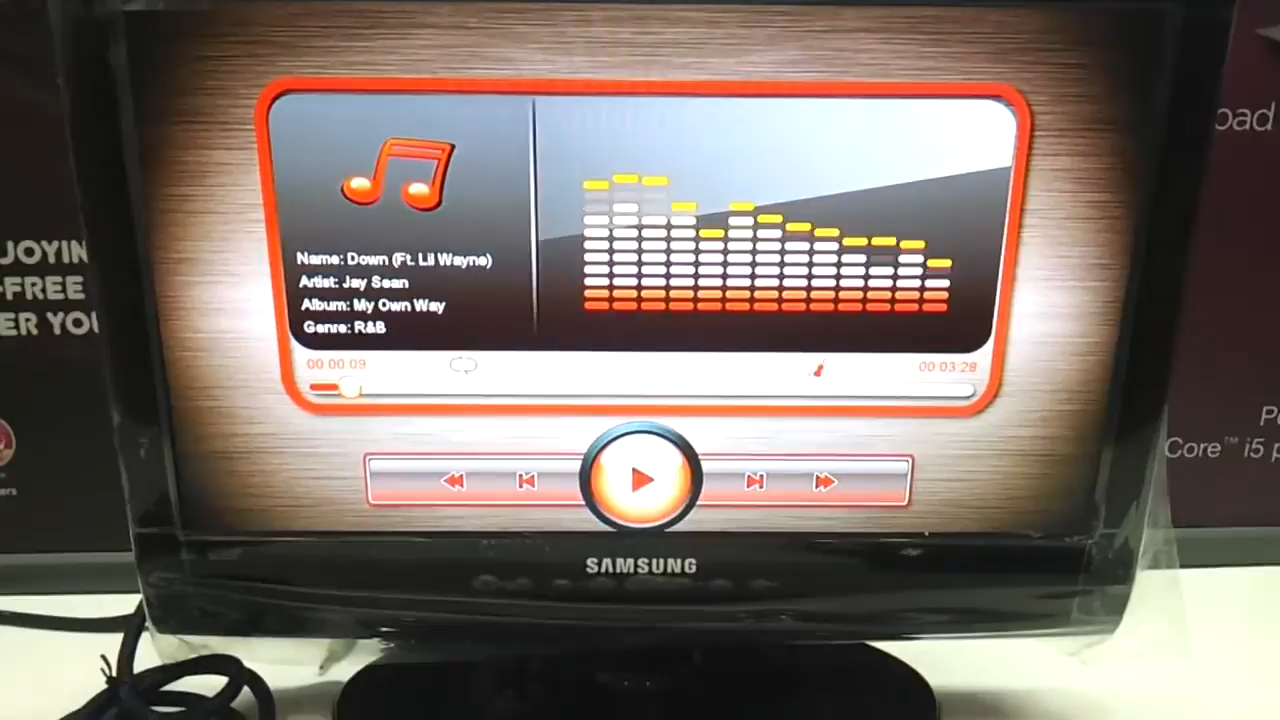 Name: Down (Ft. Lil Wayne)
Artist: Jay Sean
Album: My Own Way
Genre: R&B
00 00:09
00 03:28
SAMSUNG
JOYIN
-FREE
ER YOU
ers
oad
P
Core™ i5 p